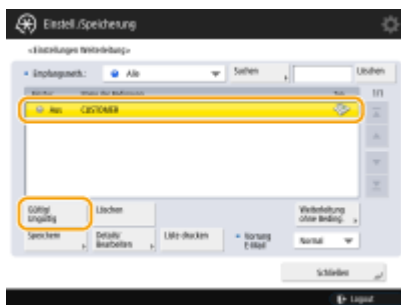 Einstell./Speicherung
<Einstellungen Weiterleitung>
Empfangsmeth.:
Alle
Suchen
Löschen
1/1
Aus
CUSTOMER
Gültig/
Ungültig
Löschen
Weiterleitung
ohne Beding.
Speichern
Details/
Bearbeiten
Liste drucken
Vorrang
E-Mail
Normal
Schließen
Logout